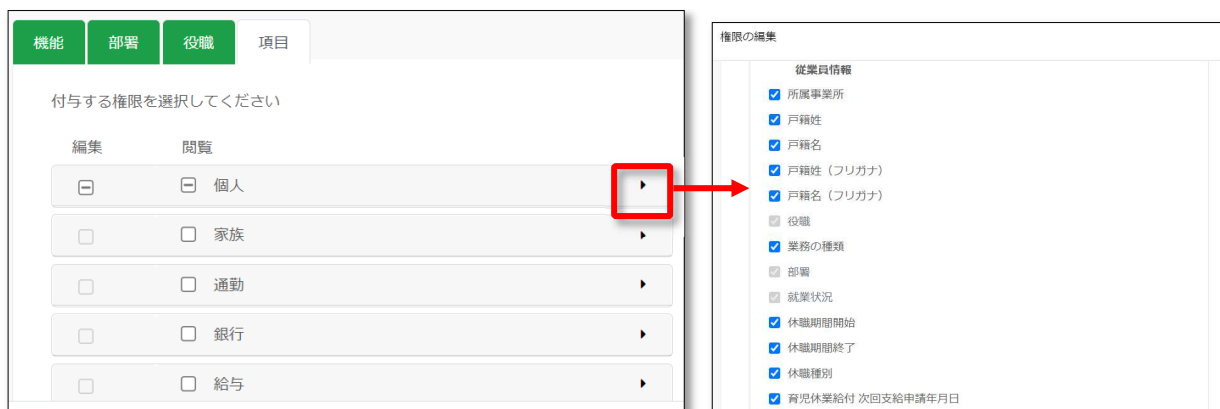 機能 部署 役職 項目
付与する権限を選択してください
編集 閲覧
個人
家族
通勤
銀行
給与
権限の編集
従業員情報
所属事業所
戸籍姓
戸籍名
戸籍姓（フリガナ）
戸籍名（フリガナ）
役職
業務の種類
部署
就業状況
休職期間開始
休職期間終了
休職種別
育児休業給付 次回支給申請年月日